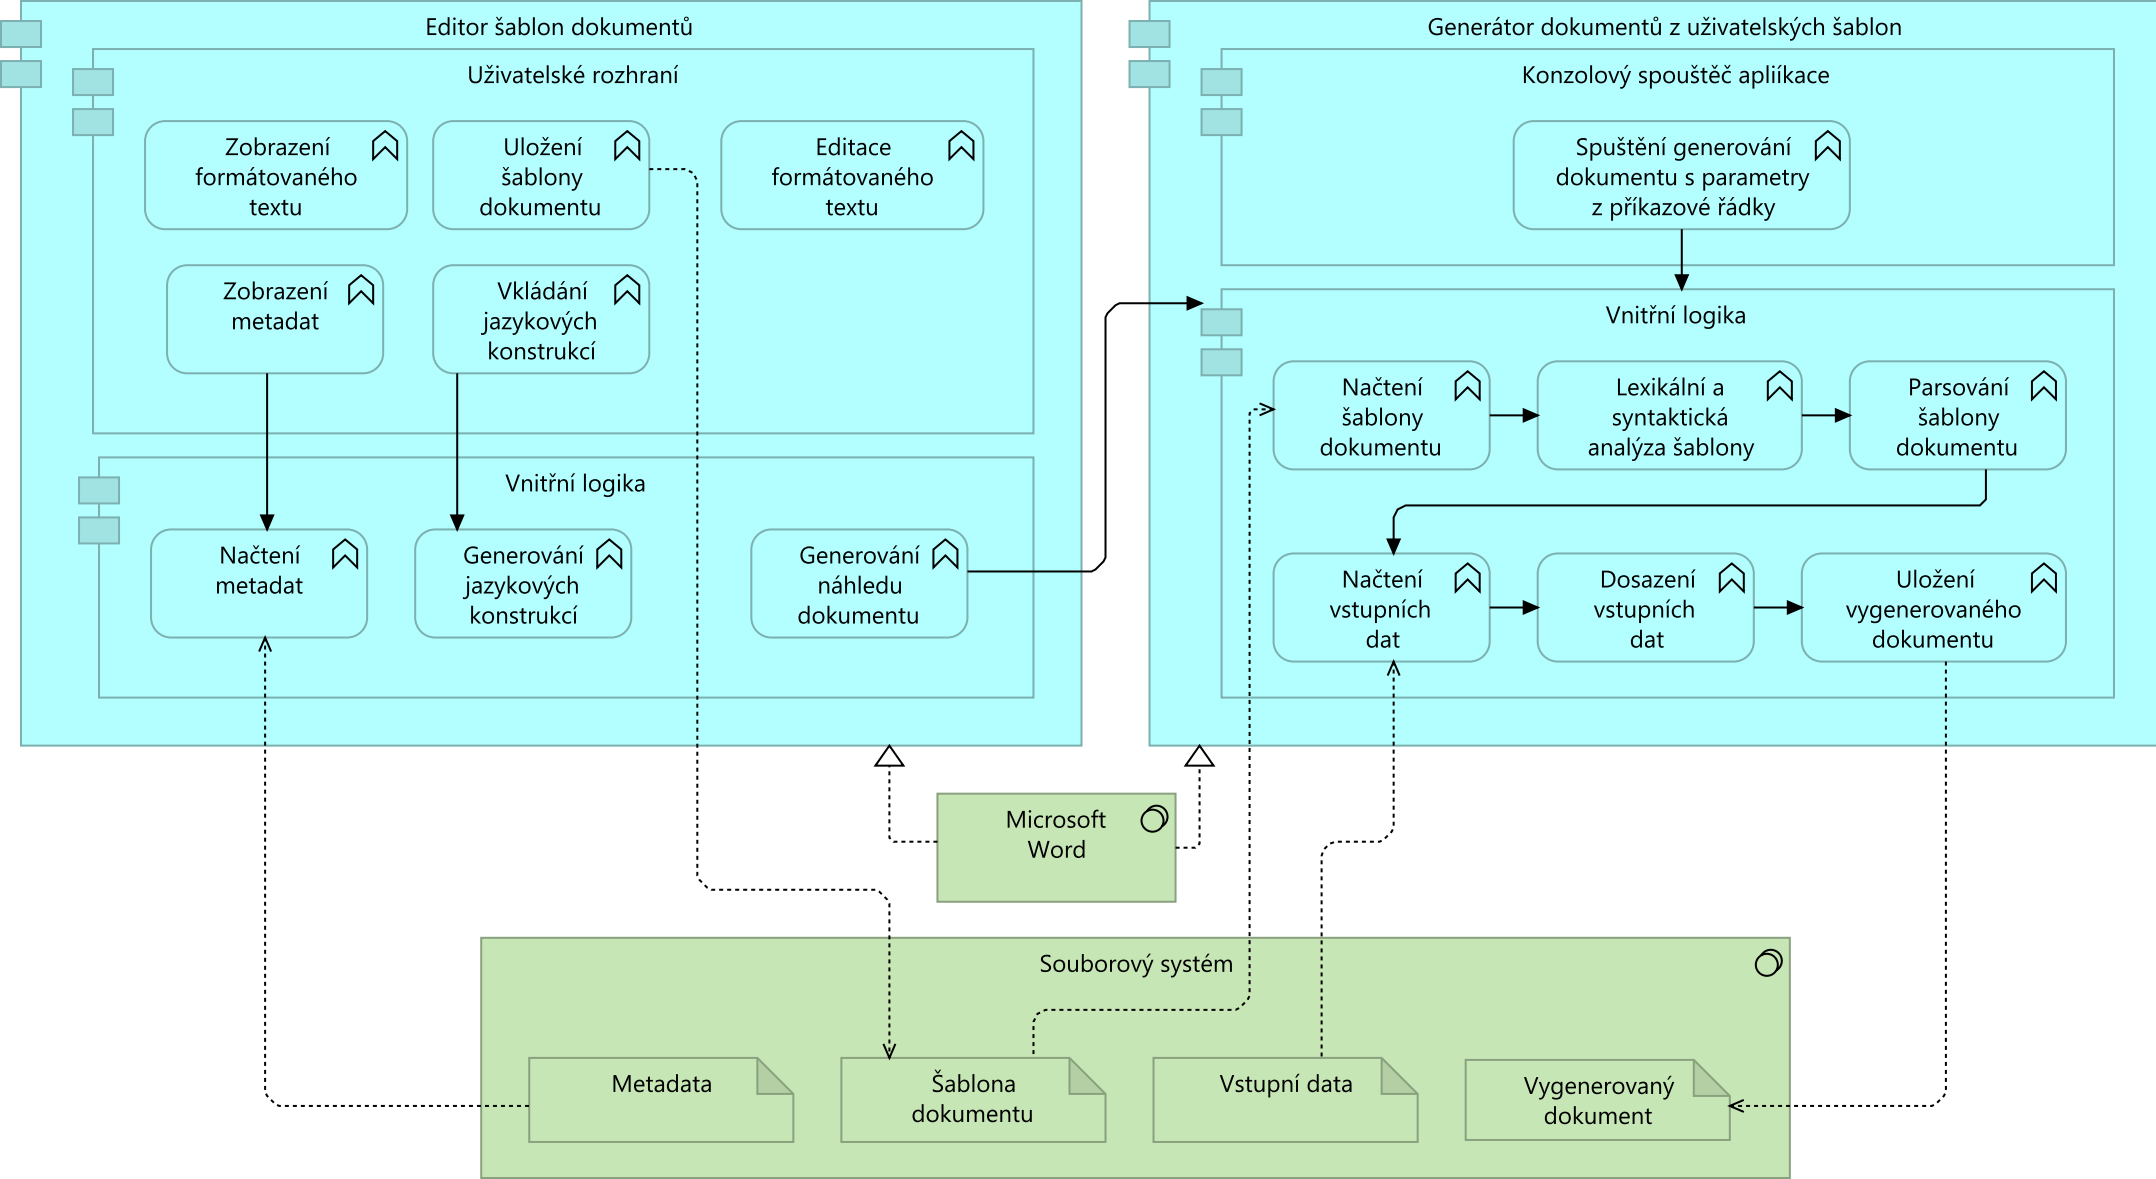 Editor šablon dokumentů
Uživatelské rozhraní
Zobrazení
formátovaného
textu
Uložení
šablony
dokumentu
Editace
formátovaného
textu
Zobrazení
metadat
Vkládání
jazykových
konstrukcí
Vnitřní logika
Načtení
metadat
Generování
jazykových
konstrukcí
Generování
náhledu
dokumentu
Generátor dokumentů z uživatelských šablon
Konzolový spouštěč apliíkace
Spuštění generování
dokumentu s parametry
z příkazové řádky
Vnitřní logika
Načtení
šablony
dokumentu
Lexikální a
syntaktická
analýza šablony
Parsování
šablony
dokumentu
Načtení
vstupních
dat
Dosazení
vstupních
dat
Uložení
vygenerovaného
dokumentu
Microsoft
Word
Souborový systém
Metadata
Šablona
dokumentu
Vstupní data
Vygenerovaný
dokument